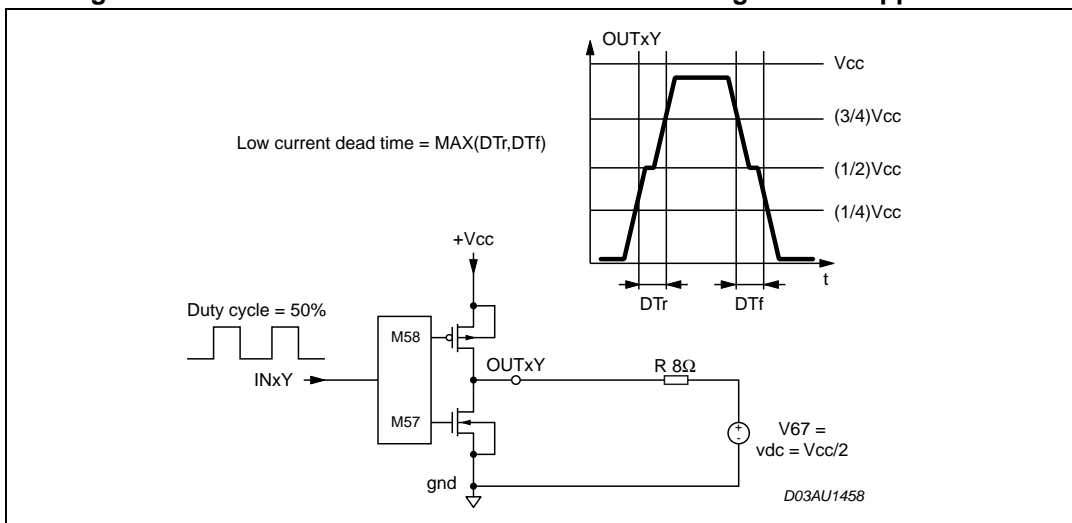 OUTxY
Vcc
(3/4)Vcc
Low current dead time = MAX(DTr,DTf)
(1/2)Vcc
(1/4)Vcc
+Vcc
t
DTr
DTf
Duty cycle = 50%
M58
OUTxY
R 8Ω
INxY
M57
+
-
V67 =
vdc = Vcc/2
gnd
D03AU1458